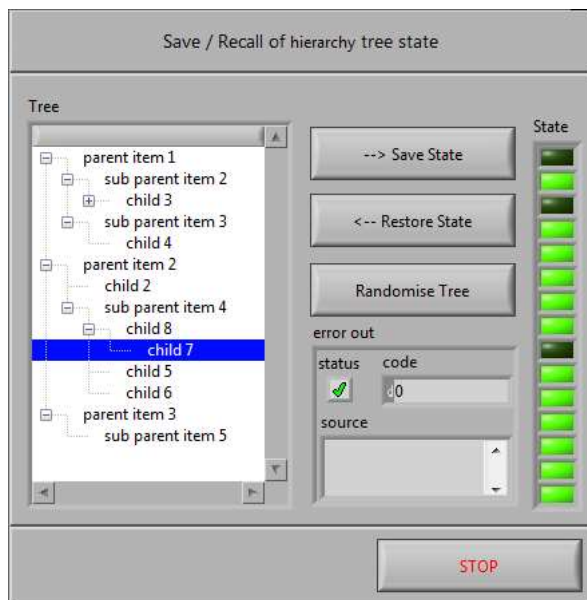 Save / Recall of hierarchy tree state
Tree
parent item 1
sub parent item 2
child 3
sub parent item 3
child 4
parent item 2
child 2
sub parent item 4
child 8
child 7
child 5
child 6
parent item 3
sub parent item 5
--> Save State
<-- Restore State
Randomise Tree
error out
status code
d0
source
State
STOP